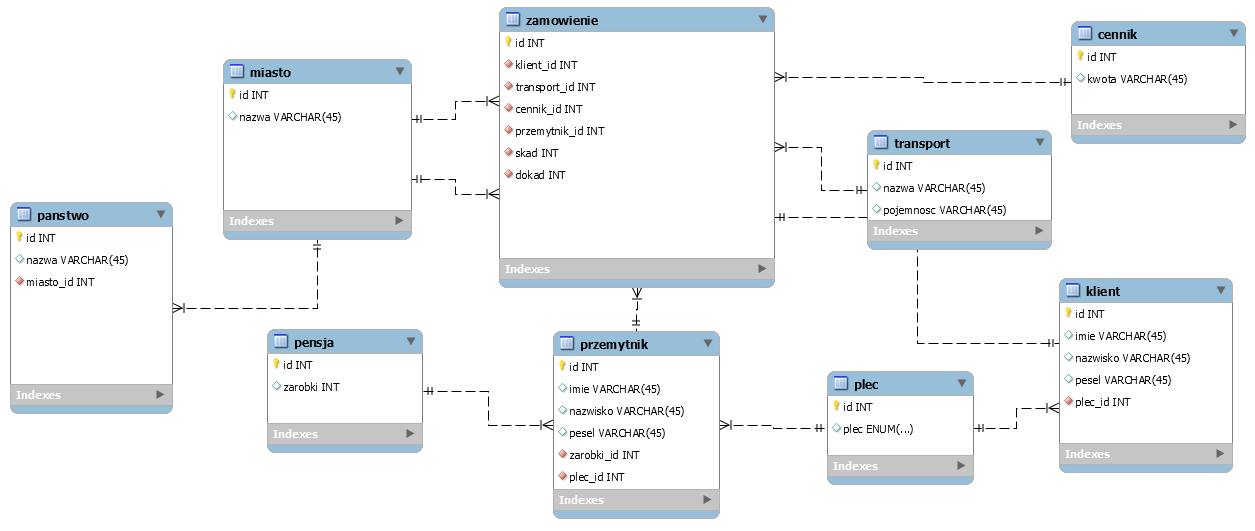 zamowienie
id INT
klient_id INT
transport_id INT
cennik_id INT
przemytnik_id INT
skad INT
dokad INT
Indexes
cennik
id INT
kwota VARCHAR(45)
Indexes
miasto
id INT
nazwa VARCHAR(45)
Indexes
transport
id INT
nazwa VARCHAR(45)
pojemnosc VARCHAR(45)
Indexes
panstwo
id INT
nazwa VARCHAR(45)
miasto_id INT
Indexes
klient
id INT
imie VARCHAR(45)
nazwisko VARCHAR(45)
pesel VARCHAR(45)
plec_id INT
Indexes
pensja
id INT
zarobki INT
Indexes
przemytnik
id INT
imie VARCHAR(45)
nazwisko VARCHAR(45)
pesel VARCHAR(45)
zarobki_id INT
plec_id INT
Indexes
plec
id INT
plec ENUM(...)
Indexes